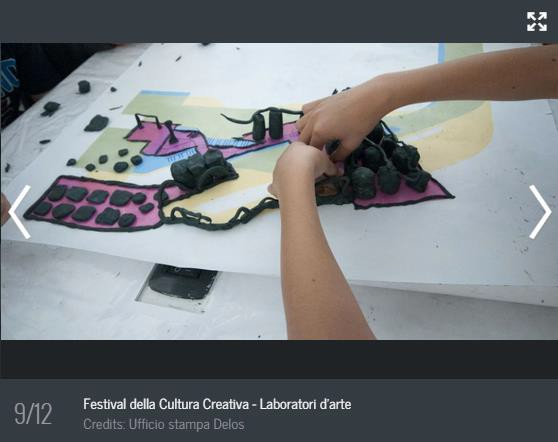 9/12
Festival della Cultura Creativa - Laboratori d'arte
Credits: Ufficio stampa Delos